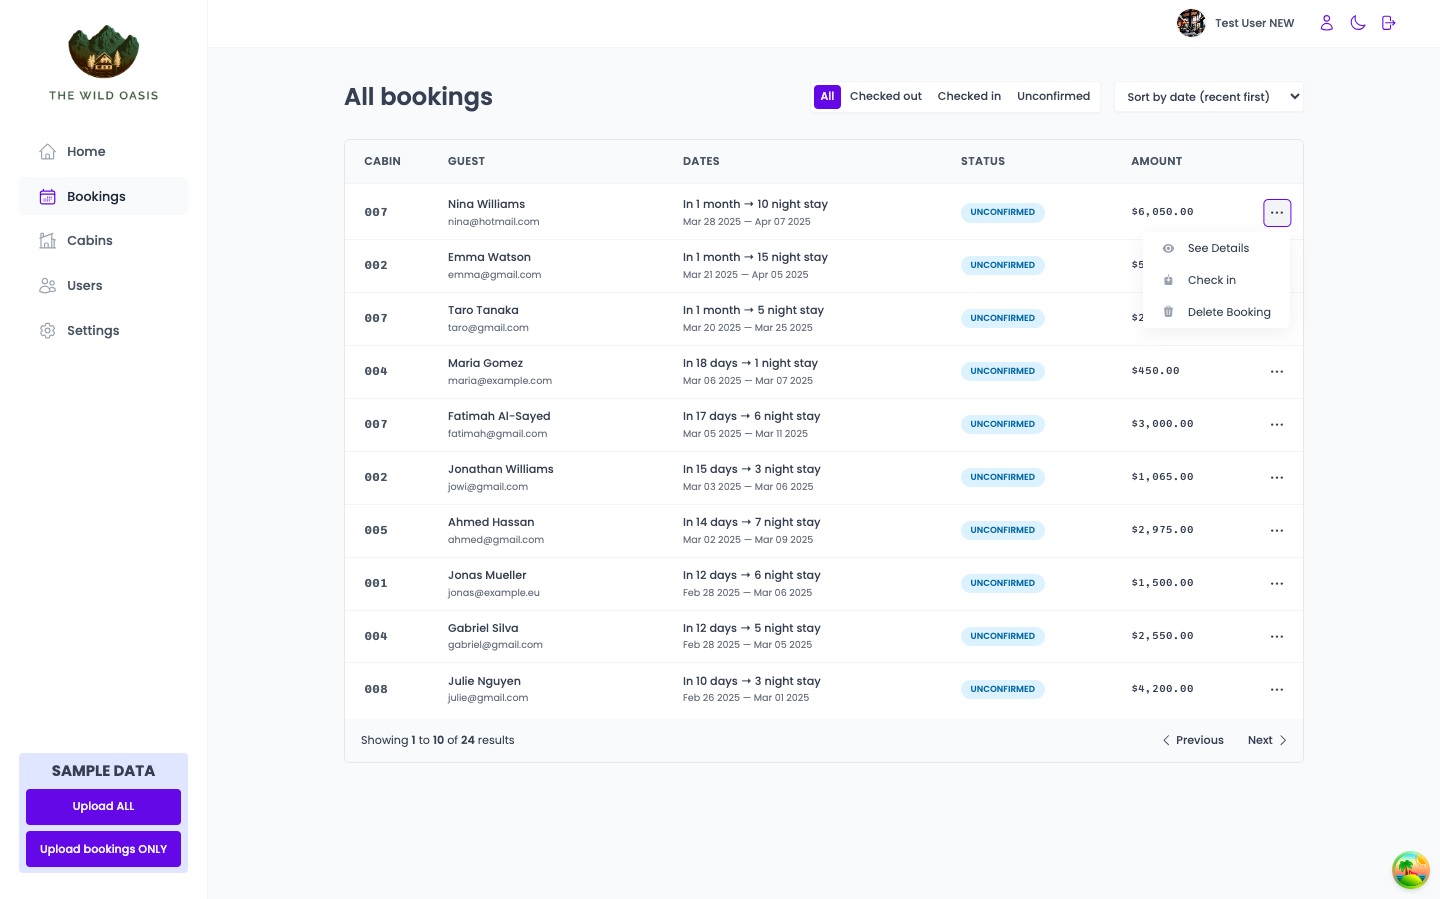 THE WILD OASIS
Home
Bookings
Cabins
Users
Settings
SAMPLE DATA
Upload ALL
Upload bookings ONLY
Test User NEW
All bookings
All Checked out Checked in Unconfirmed
Sort by date (recent first)
CABIN GUEST DATES STATUS AMOUNT
007 Nina Williams In 1 month → 10 night stay UNCONFIRMED $6,050.00
nina@hotmail.com Mar 28 2025 — Apr 07 2025
See Details
Check in
Delete Booking
002 Emma Watson In 1 month → 15 night stay UNCONFIRMED $5
emma@gmail.com Mar 21 2025 — Apr 05 2025
007 Taro Tanaka In 1 month → 5 night stay UNCONFIRMED $2
taro@gmail.com Mar 20 2025 — Mar 25 2025
004 Maria Gomez In 18 days → 1 night stay UNCONFIRMED $450.00
maria@example.com Mar 06 2025 — Mar 07 2025
007 Fatimah Al-Sayed In 17 days → 6 night stay UNCONFIRMED $3,000.00
fatimah@gmail.com Mar 05 2025 — Mar 11 2025
002 Jonathan Williams In 15 days → 3 night stay UNCONFIRMED $1,065.00
jowi@gmail.com Mar 03 2025 — Mar 06 2025
005 Ahmed Hassan In 14 days → 7 night stay UNCONFIRMED $2,975.00
ahmed@gmail.com Mar 02 2025 — Mar 09 2025
001 Jonas Mueller In 12 days → 6 night stay UNCONFIRMED $1,500.00
jonas@example.eu Feb 28 2025 — Mar 06 2025
004 Gabriel Silva In 12 days → 5 night stay UNCONFIRMED $2,550.00
gabriel@gmail.com Feb 28 2025 — Mar 05 2025
008 Julie Nguyen In 10 days → 3 night stay UNCONFIRMED $4,200.00
julie@gmail.com Feb 26 2025 — Mar 01 2025
Showing 1 to 10 of 24 results
Previous Next